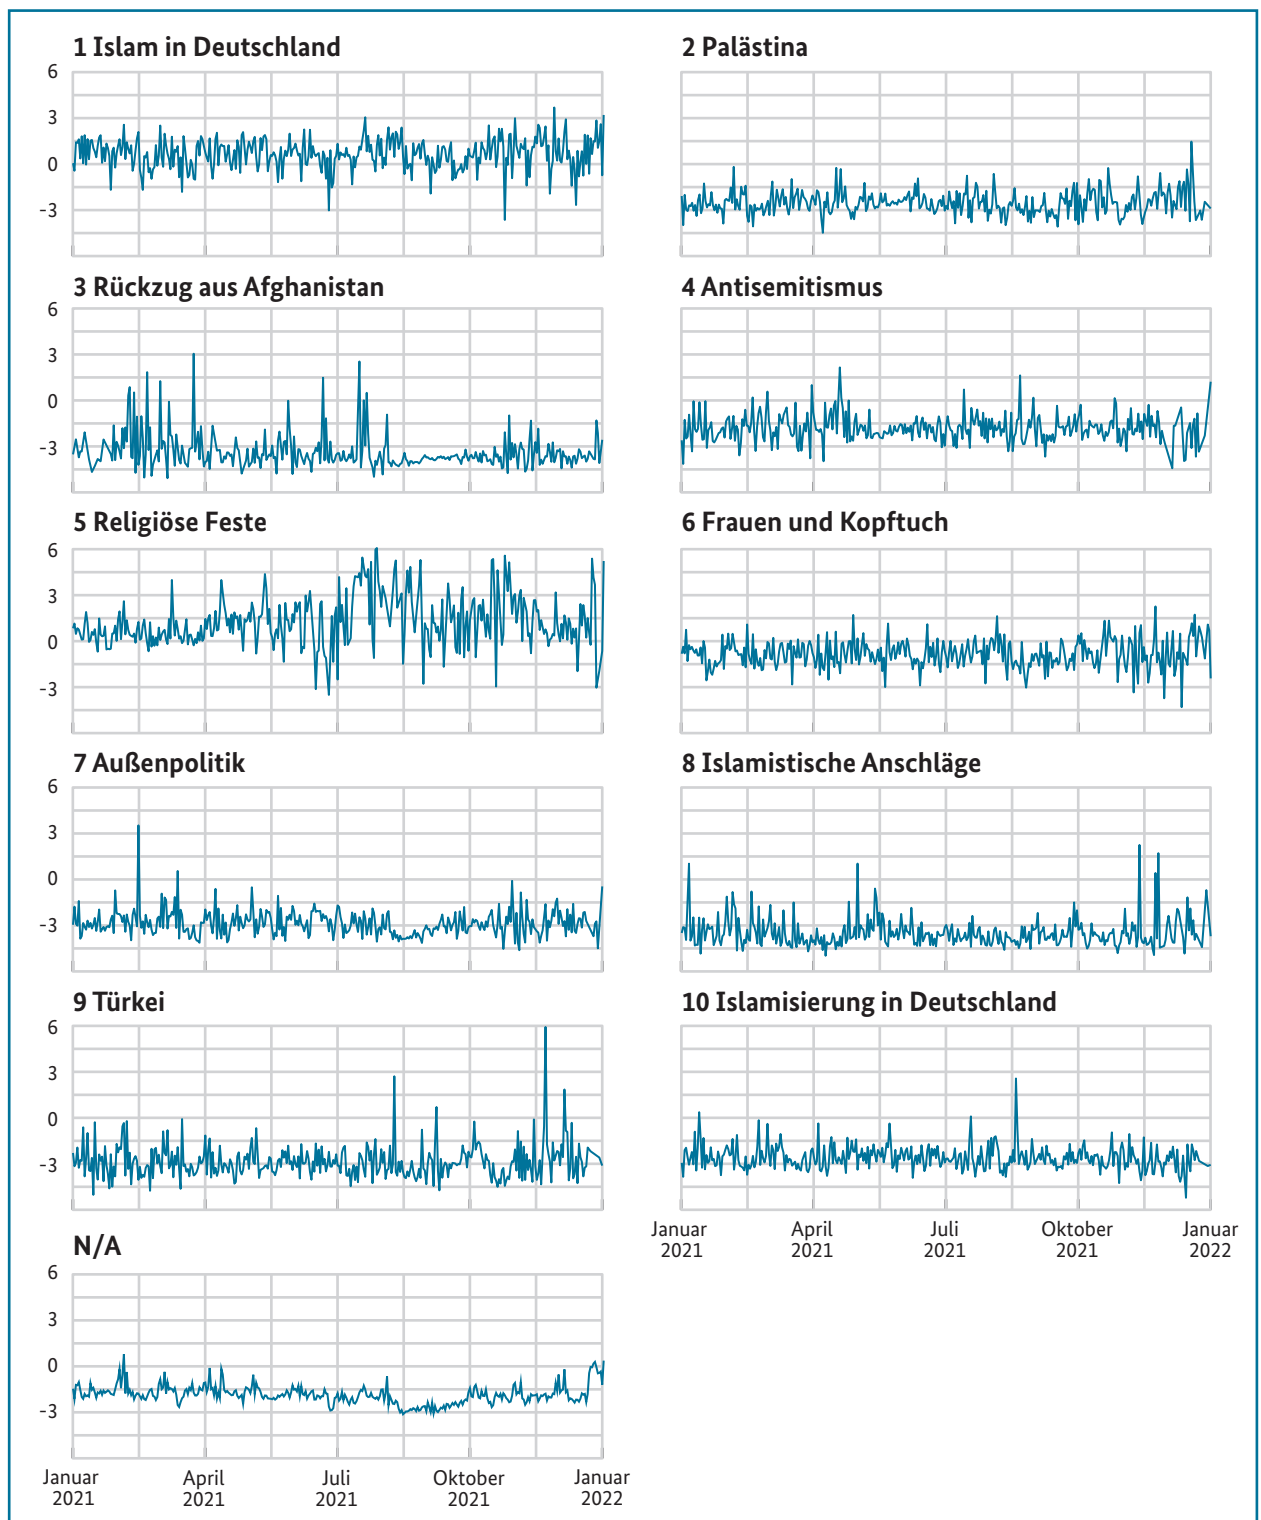 1 Islam in Deutschland
6
3
0
-3
2 Palästina
3 Rückzug aus Afghanistan
6
3
0
-3
4 Antisemitismus
5 Religiöse Feste
6
3
0
-3
6 Frauen und Kopftuch
7 Außenpolitik
6
3
0
-3
8 Islamistische Anschläge
9 Türkei
6
3
0
-3
10 Islamisierung in Deutschland
Januar
2021
April
2021
Juli
2021
Oktober
2021
Januar
2022
N/A
6
3
0
-3
Januar
2021
April
2021
Juli
2021
Oktober
2021
Januar
2022